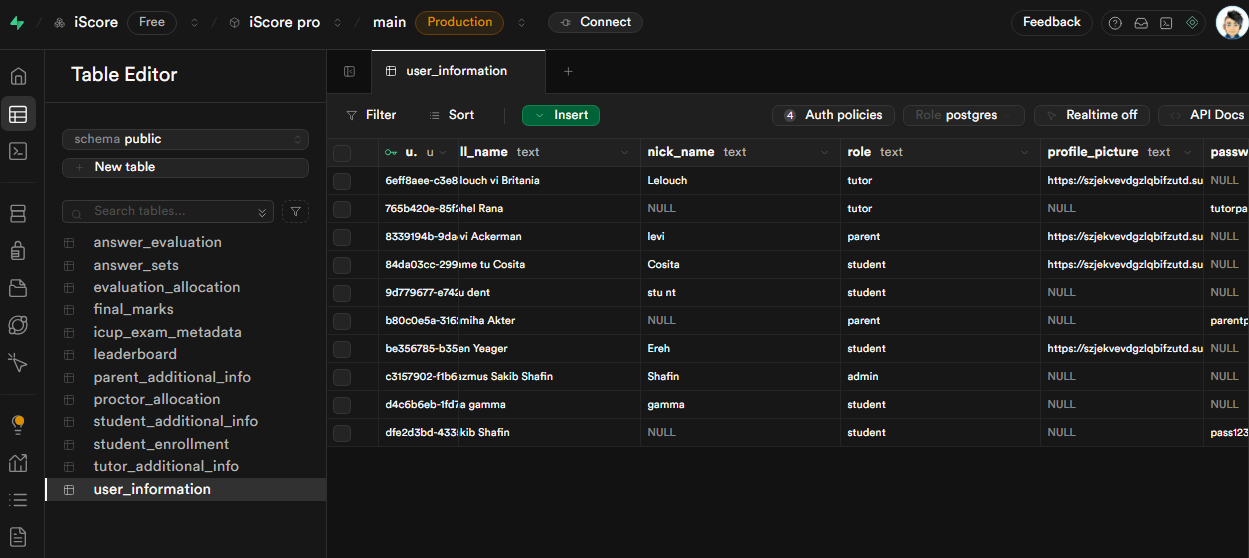 iScore Free iScore pro main Production Connect Feedback
Table Editor
user_information
Filter Sort Insert 4 Auth policies Role postgres Realtime off API Docs
schema public
New table
Search tables...
answer_evaluation
answer_sets
evaluation_allocation
final_marks
icup_exam_metadata
leaderboard
parent_additional_info
proctor_allocation
student_additional_info
student_enrollment
tutor_additional_info
user_information
u. u ll_name text nick_name text role text profile_picture text passw
6eff8aee-c3e8 louch vi Britania Lelouch tutor https://szjekvevdgzlqbifzutd.su NULL
765b420e-85f2 hel Rana NULL tutor NULL tutorpa
8339194b-9da vi Ackerman levi parent https://szjekvevdgzlqbifzutd.su NULL
84da03cc-299 me tu Cosita Cosita student https://szjekvevdgzlqbifzutd.su NULL
9d779677-e742 u dent stu nt student NULL NULL
b80c0e5a-316 miha Akter NULL parent NULL parentp
be356785-b35 en Yeager Ereh student https://szjekvevdgzlqbifzutd.su NULL
c3157902-f1b6 azmus Sakib Shafin Shafin admin NULL NULL
d4c6b6eb-1fd7 a gamma gamma student NULL NULL
dfe2d3bd-433 kib Shafin NULL student NULL pass123